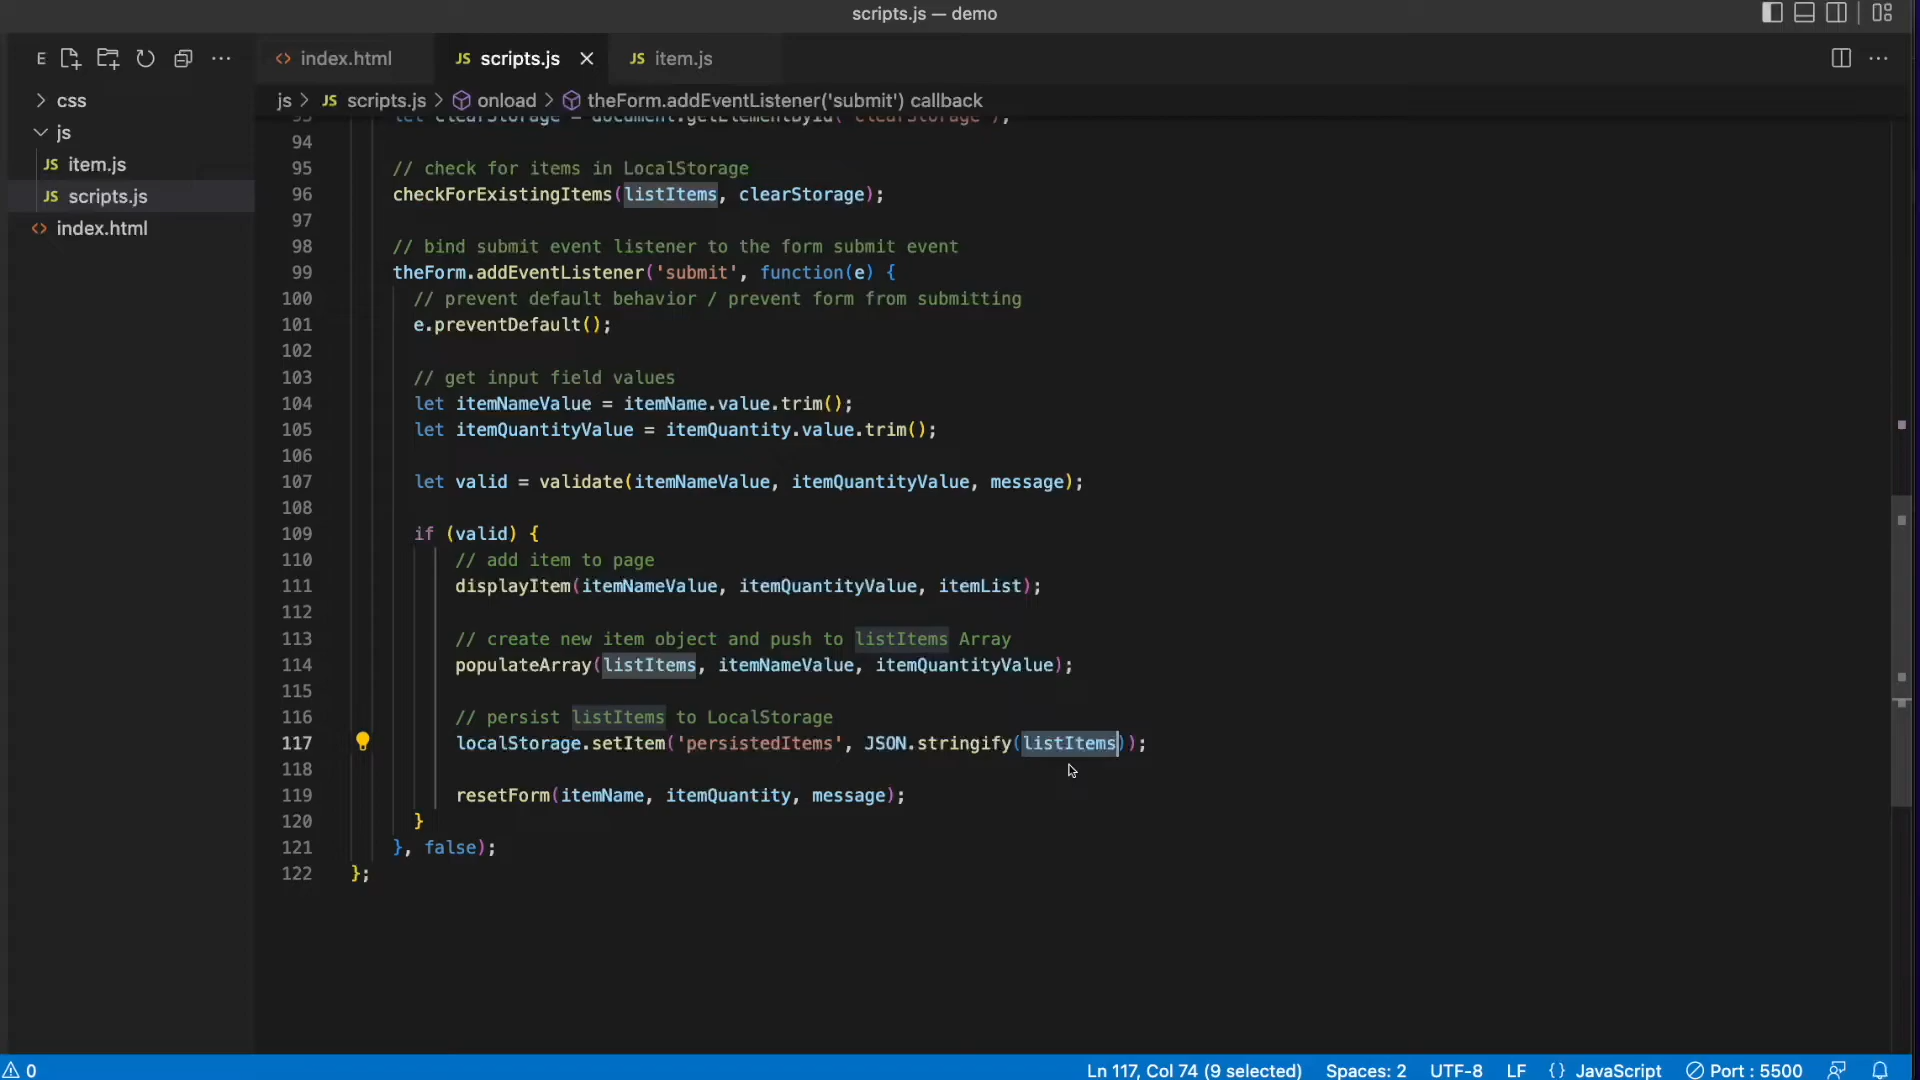 scripts.js — demo
E
index.html
JS scripts.js
JS item.js
css
js
JS item.js
JS scripts.js
index.html
js > JS scripts.js > onload > theForm.addEventListener('submit') callback
93 let clearStorage = document.getElementById('clearStorage');
94
95 // check for items in LocalStorage
96 checkForExistingItems(listItems, clearStorage);
97
98 // bind submit event listener to the form submit event
99 theForm.addEventListener('submit', function(e) {
100 // prevent default behavior / prevent form from submitting
101 e.preventDefault();
102
103 // get input field values
104 let itemNameValue = itemName.value.trim();
105 let itemQuantityValue = itemQuantity.value.trim();
106
107 let valid = validate(itemNameValue, itemQuantityValue, message);
108
109 if (valid) {
110 // add item to page
111 displayItem(itemNameValue, itemQuantityValue, itemList);
112
113 // create new item object and push to listItems Array
114 populateArray(listItems, itemNameValue, itemQuantityValue);
115
116 // persist listItems to LocalStorage
117 localStorage.setItem('persistedItems', JSON.stringify(listItems));
118
119 resetForm(itemName, itemQuantity, message);
120 }
121 }, false);
122 };
0 Ln 117, Col 74 (9 selected) Spaces: 2 UTF-8 LF {} JavaScript Port : 5500